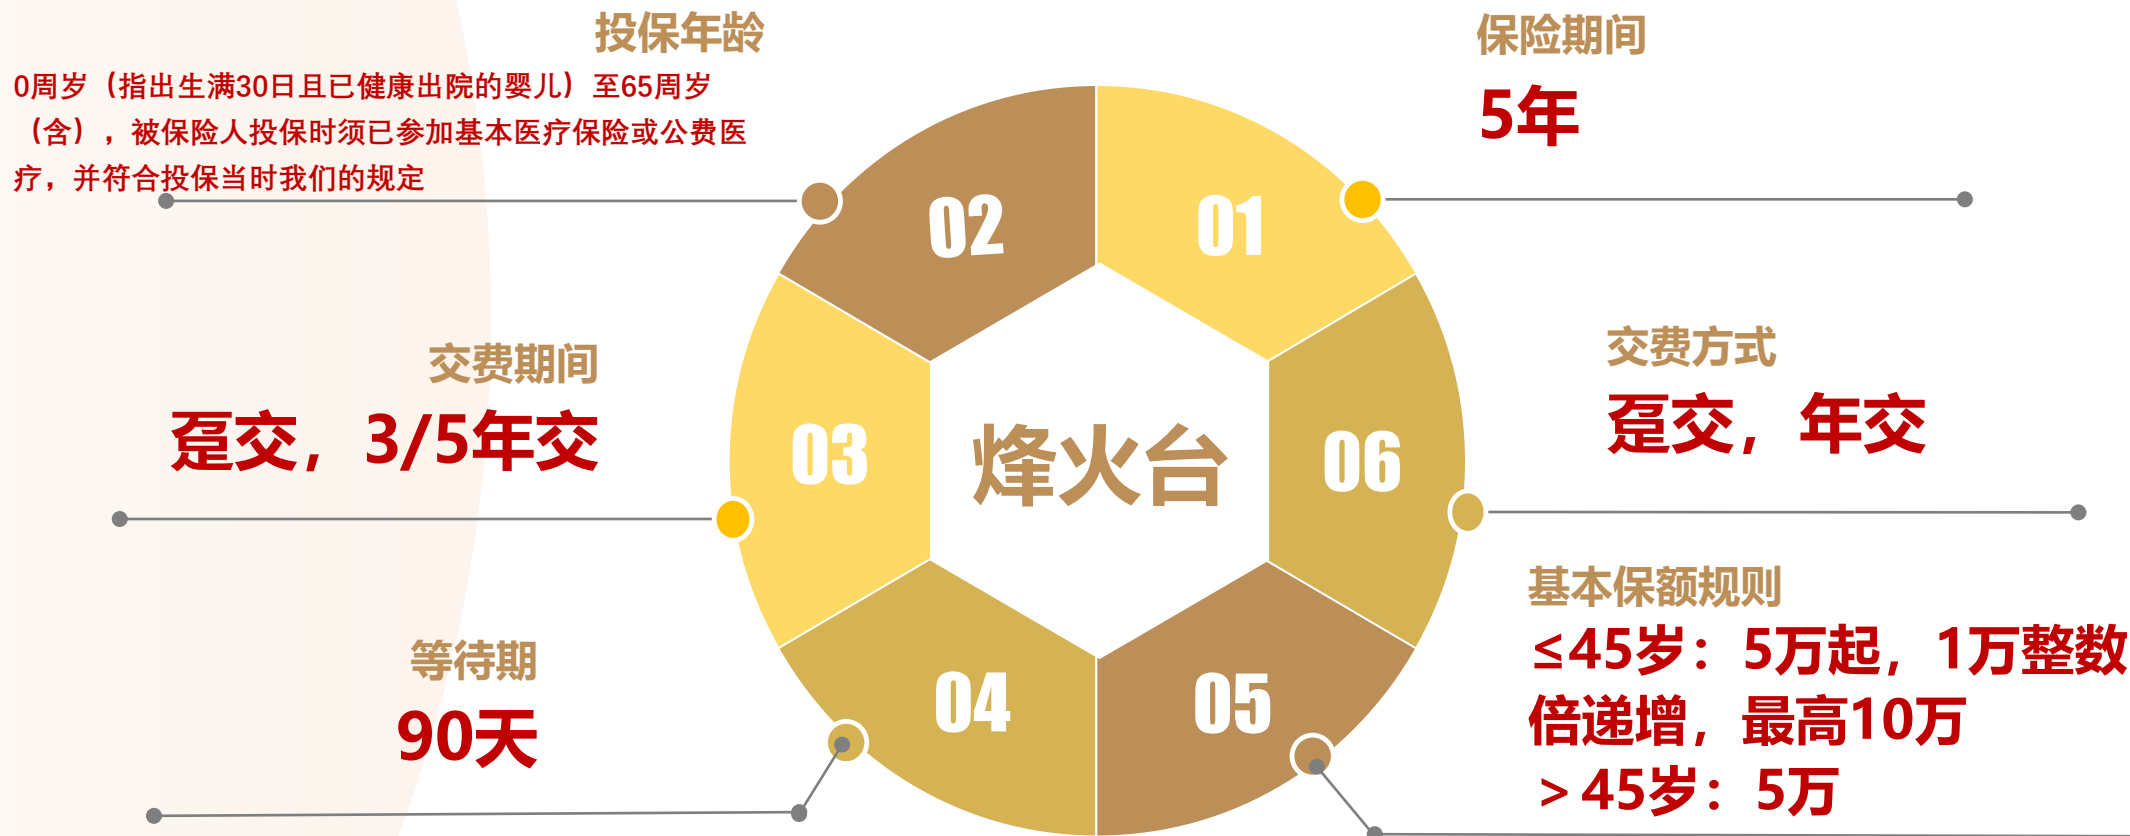 投保年龄
0周岁（指出生满30日且已健康出院的婴儿）至65周岁
（含），被保险人投保时须已参加基本医疗保险或公费医
疗，并符合投保当时我们的规定
保险期间
5年
02
01
交费期间
趸交，3/5年交
03
烽火台
06
交费方式
趸交，年交
等待期
90天
04
05
基本保额规则
≤45岁：5万起，1万整数
倍递增，最高10万
＞45岁：5万